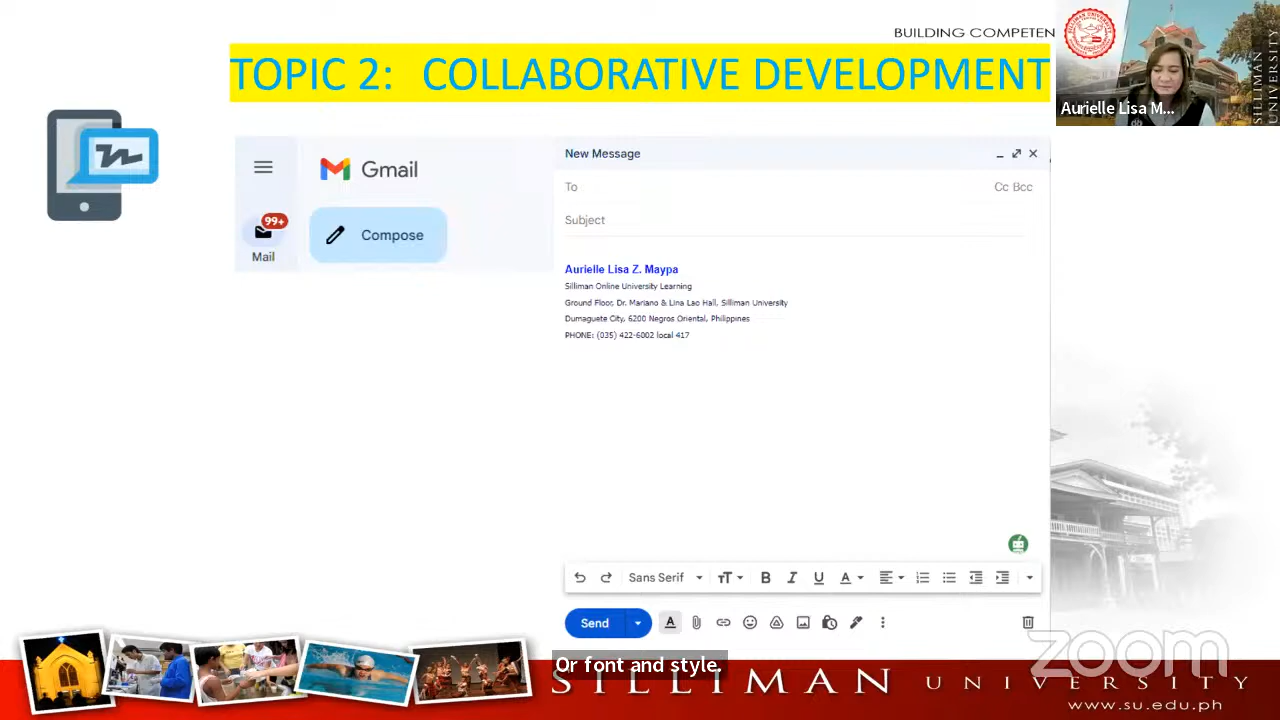 BUILDING COMPETEN
TOPIC 2: COLLABORATIVE DEVELOPMENT
SILLIMAN UNIVERSITY
Aurielle Lisa M...
Gmail
99+
Mail
Compose
New Message
To
Cc Bcc
Subject
Aurielle Lisa Z. Maypa
Silliman Online University Learning
Ground Floor, Dr. Mariano & Lina Lao Hall, Silliman University
Dumaguete City, 6200 Negros Oriental, Philippines
PHONE: (035) 422-6002 local 417
Sans Serif
Send
Or font and style.
zoom
SILLIMAN UNIVERSITY
www.su.edu.ph